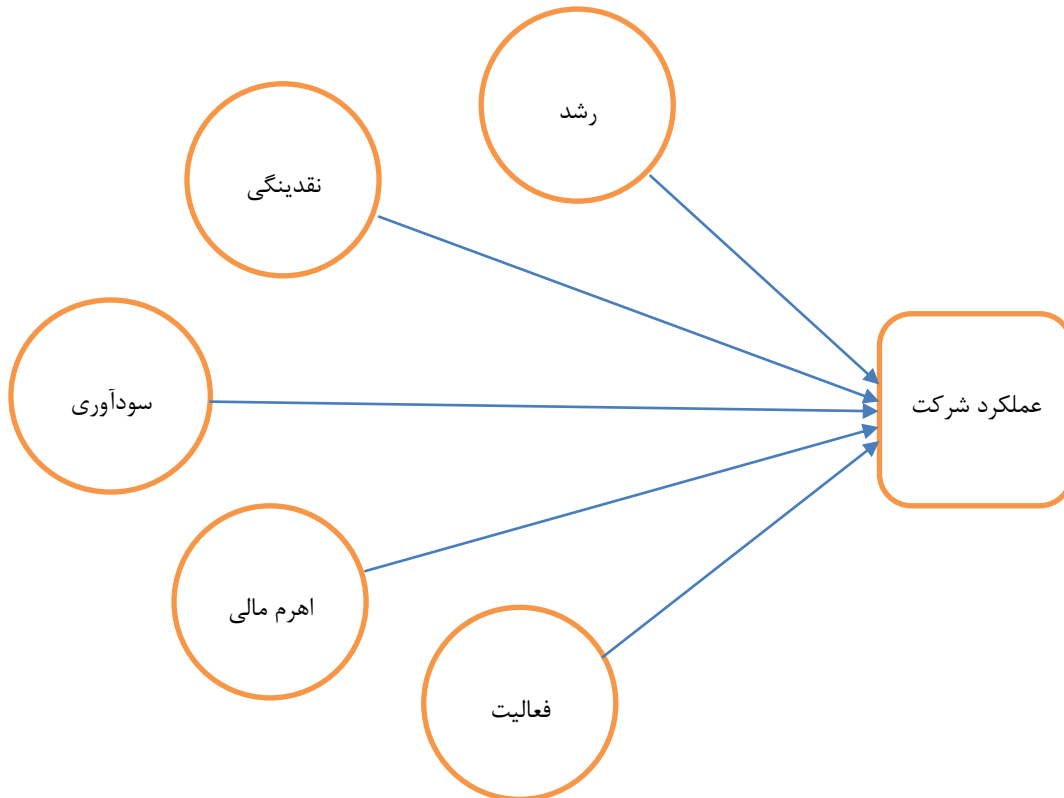 رشد
نقدینگی
سودآوری
عملکرد شرکت
اهرم مالی
فعالیت